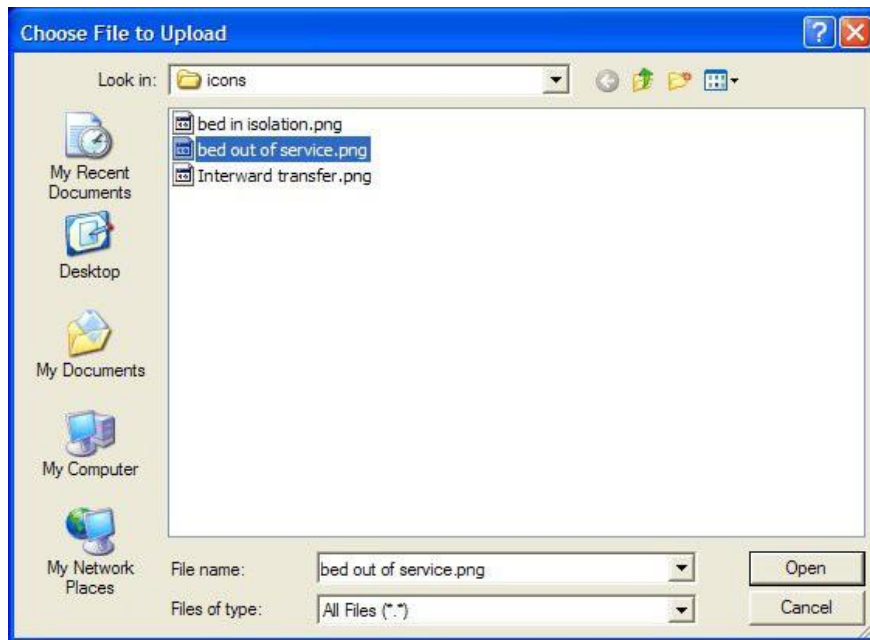 Choose File to Upload
Look in:
icons
My Recent
Documents
Desktop
My Documents
My Computer
My Network
Places
bed in isolation.png
bed out of service.png
Interward transfer.png
File name:
bed out of service.png
Open
Files of type:
All Files (*.*)
Cancel